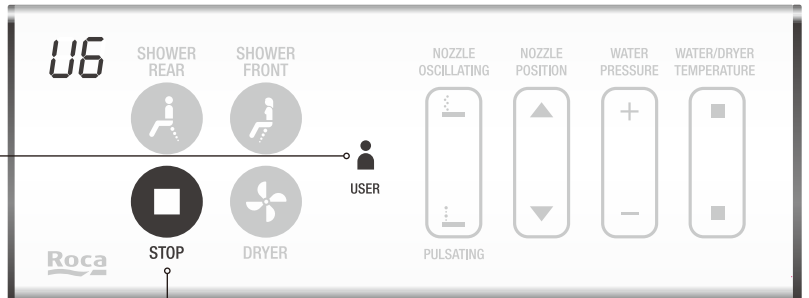 U6
SHOWER
REAR
SHOWER
FRONT
NOZZLE
OSCILLATING
NOZZLE
POSITION
WATER
PRESSURE
WATER/DRYER
TEMPERATURE
USER
STOP
DRYER
PULSATING
Roca